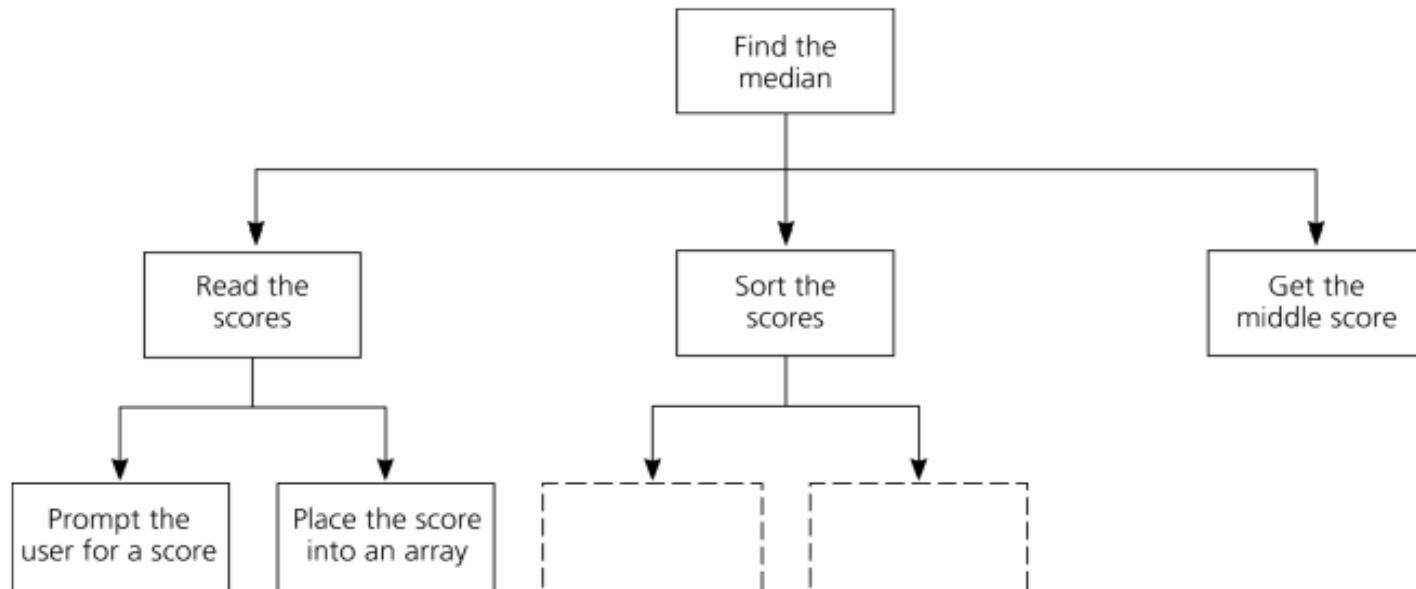 Find the
median
Read the
scores
Sort the
scores
Get the
middle score
Prompt the
user for a score
Place the score
into an array